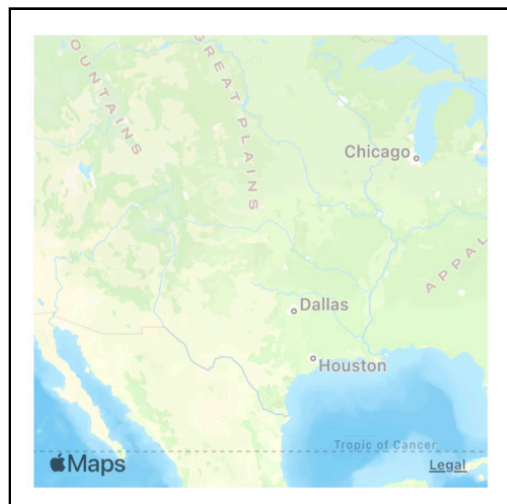 OUNTAINS
GREAT PLAINS
Chicago
APPAL
Dallas
Houston
Tropic of Cancer
Maps
Legal